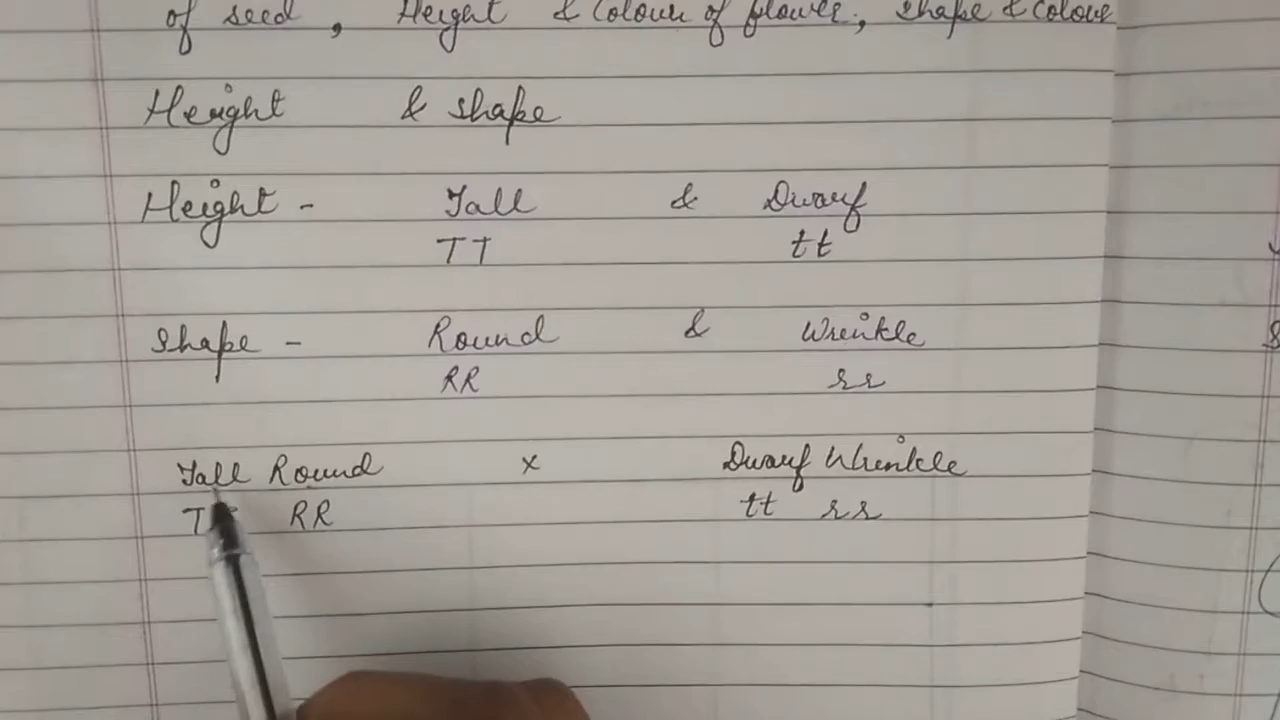 of seed, Height & Colour of flower, shape & colour
Height & shape
Height - Tall & Dwarf
TT tt
Shape - Round & Wrinkle
RR rr
Tall Round x Dwarf Wrinkle
RR tt rr